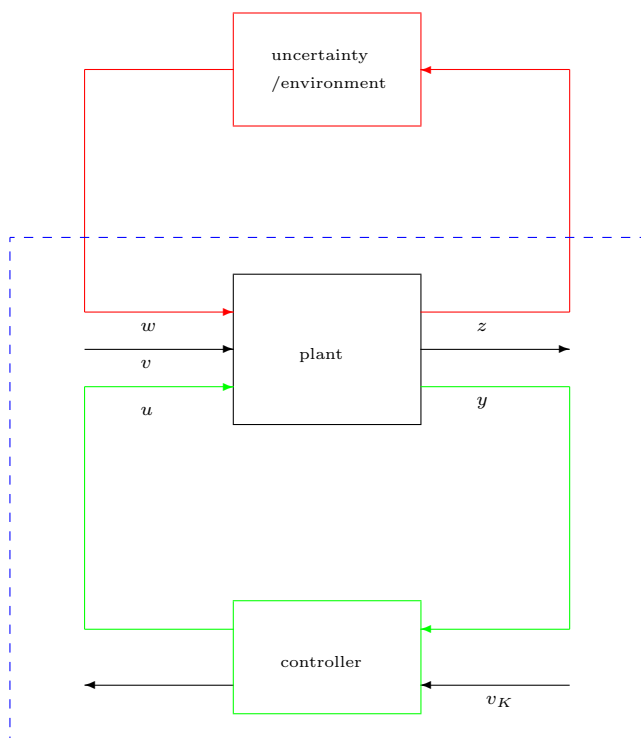 uncertainty
/environment
w
z
plant
v
u
y
controller
v_K